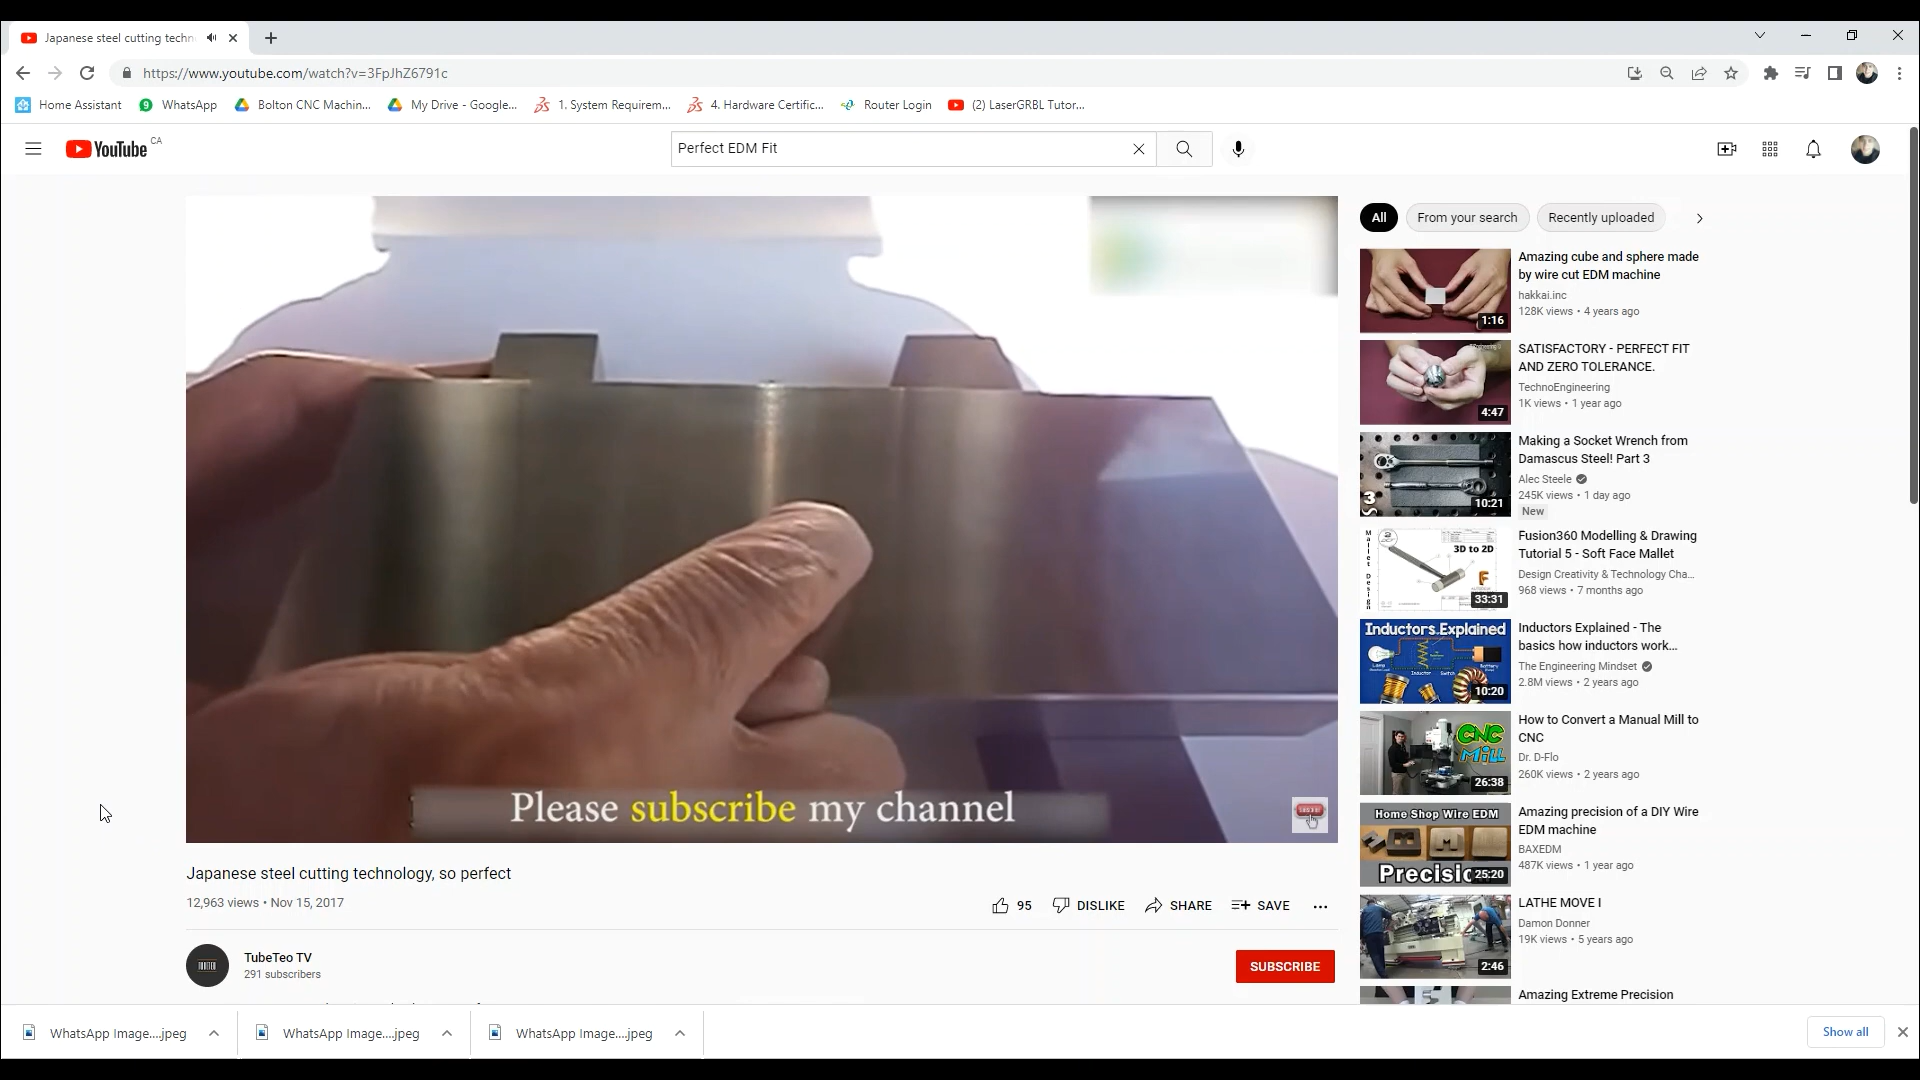 Japanese steel cutting techn
https://www.youtube.com/watch?v=3FpJhZ6791c
Home Assistant
9
WhatsApp
Bolton CNC Machin...
My Drive - Google...
1. System Requirem...
4. Hardware Certific...
Router Login
(2) LaserGRBL Tutor...
YouTube CA
Perfect EDM Fit
Please subscribe my channel
Japanese steel cutting technology, so perfect
12,963 views • Nov 15, 2017
95
DISLIKE
SHARE
SAVE
TUBETEO
TubeTeo TV
291 subscribers
SUBSCRIBE
All
From your search
Recently uploaded
1:16
Amazing cube and sphere made
by wire cut EDM machine
hakkai.inc
128K views • 4 years ago
4:47
SATISFACTORY - PERFECT FIT
AND ZERO TOLERANCE.
TechnoEngineering
1K views • 1 year ago
3
10:21
Making a Socket Wrench from
Damascus Steel! Part 3
Alec Steele
245K views • 1 day ago
New
Mallet Design
3D to 2D
33:31
Fusion360 Modelling & Drawing
Tutorial 5 - Soft Face Mallet
Design Creativity & Technology Cha...
968 views • 7 months ago
Inductors Explained
Lamp
Inductor
Switch
Battery
10:20
Inductors Explained - The
basics how inductors work...
The Engineering Mindset
2.8M views • 2 years ago
CNC
Mill
26:38
How to Convert a Manual Mill to
CNC
Dr. D-Flo
260K views • 2 years ago
Home Shop Wire EDM
Precisio
25:20
Amazing precision of a DIY Wire
EDM machine
BAXEDM
487K views • 1 year ago
2:46
LATHE MOVE I
Damon Donner
19K views • 5 years ago
Amazing Extreme Precision
WhatsApp Image....jpeg
WhatsApp Image....jpeg
WhatsApp Image....jpeg
Show all